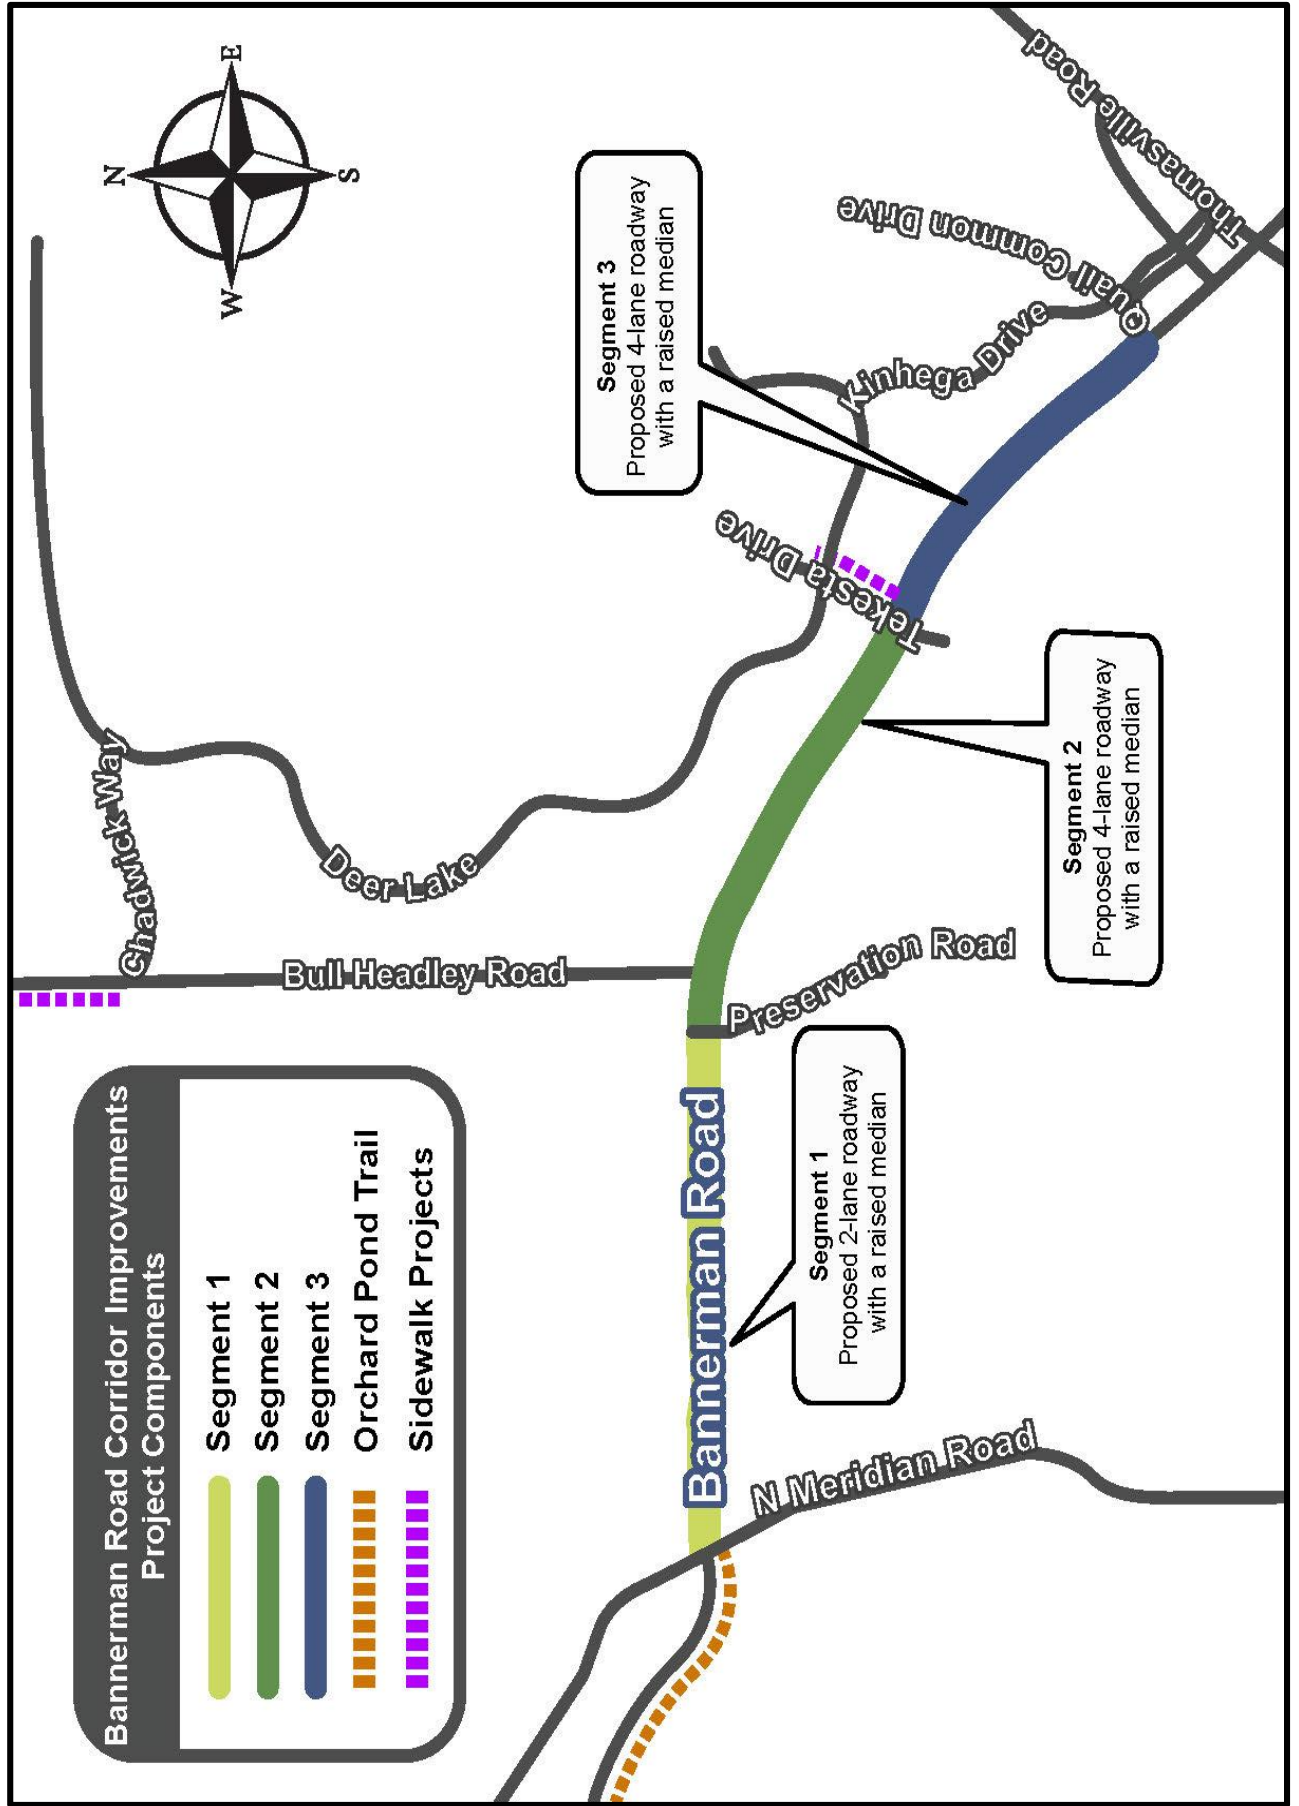 Bannerman Road Corridor Improvements
Project Components
Segment 1
Segment 2
Segment 3
Orchard Pond Trail
Sidewalk Projects
N
W
E
S
Chadwick Way
Deer Lake
Bull Headley Road
Bannerman Road
N Meridian Road
Preservation Road
Tekesta Drive
Kinhega Drive
Quail Common Drive
Thomasville Road
Segment 1
Proposed 2-lane roadway
with a raised median
Segment 2
Proposed 4-lane roadway
with a raised median
Segment 3
Proposed 4-lane roadway
with a raised median